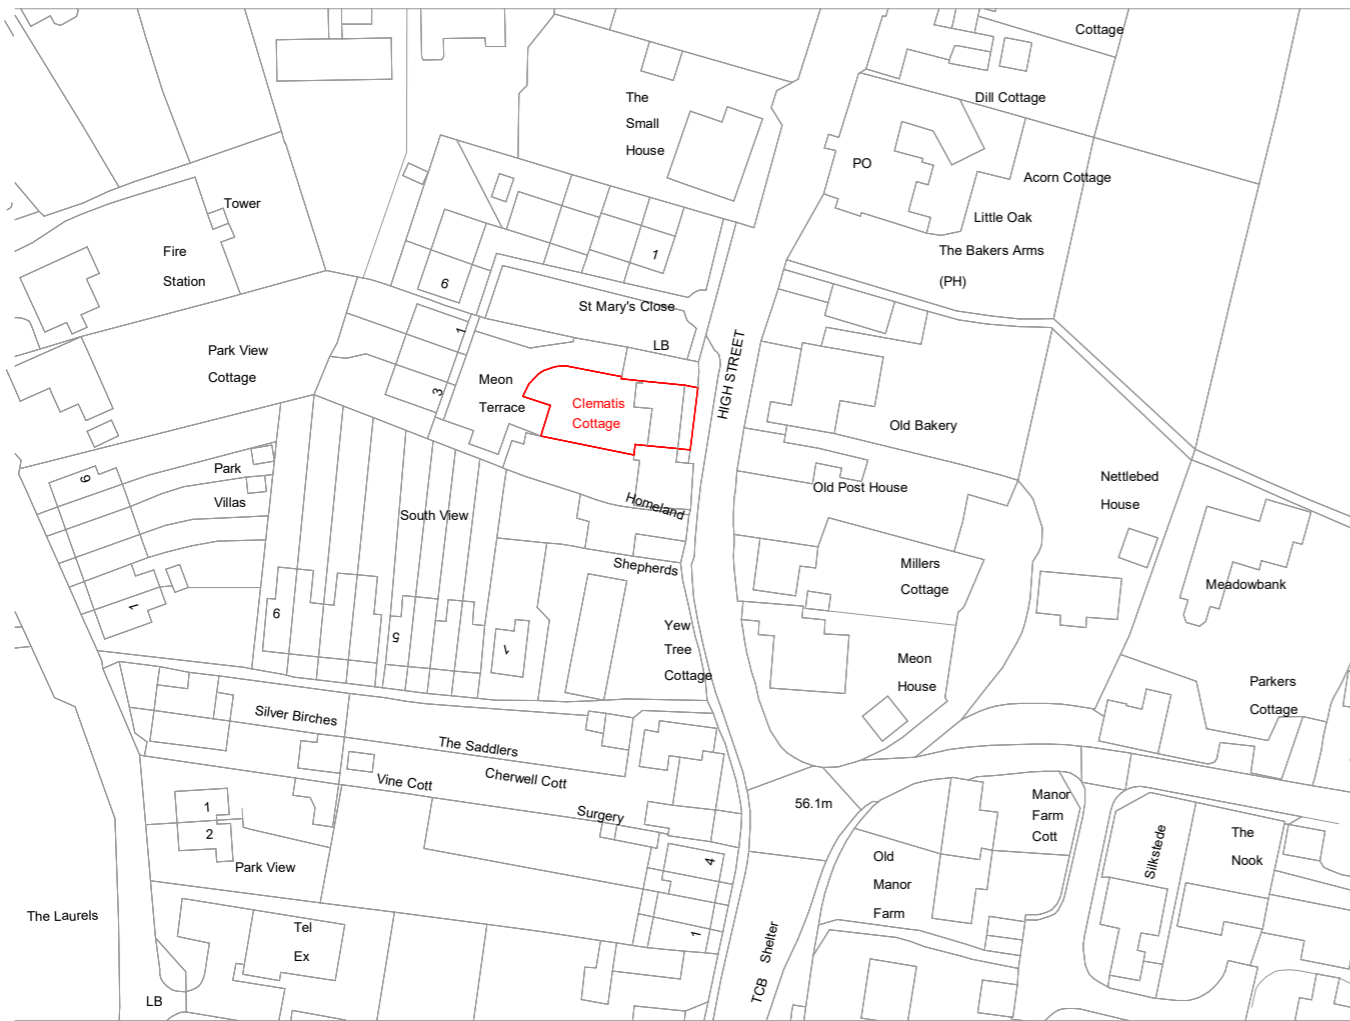 Cottage
The
Small
House
Dill Cottage
PO
Acorn Cottage
Little Oak
The Bakers Arms
(PH)
Tower
Fire
Station
1
6
St Mary's Close
LB
HIGH STREET
Park View
Cottage
1
3
Meon
Terrace
Clematis
Cottage
Old Bakery
Park
Villas
6
1
South View
Homeland
Old Post House
Nettlebed
House
Shepherds
Millers
Cottage
Meadowbank
9
5
1
Yew
Tree
Cottage
Meon
House
Parkers
Cottage
Silver Birches
The Saddlers
Vine Cott
Cherwell Cott
Surgery
56.1m
Manor
Farm
Cott
1
2
Park View
4
1
Old
Manor
Farm
Silkstede
The
Nook
The Laurels
Tel
Ex
TCB Shelter
LB